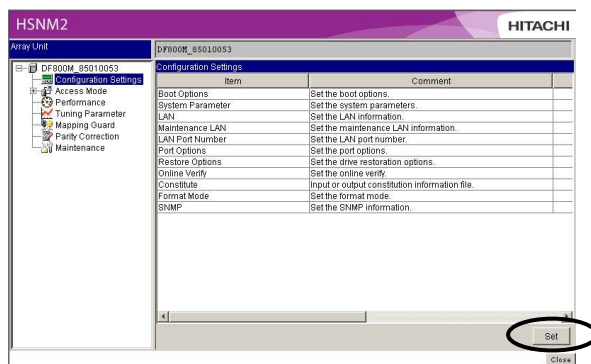 HSNM2
HITACHI
Array Unit
DF800M_85010053
DF800M_85010053
Configuration Settings
Access Mode
Performance
Tuning Parameter
Mapping Guard
Parity Correction
Maintenance
Configuration Settings
Item Comment
Boot Options Set the boot options.
System Parameter Set the system parameters.
LAN Set the LAN information.
Maintenance LAN Set the maintenance LAN information.
LAN Port Number Set the LAN port number.
Port Options Set the port options.
Restore Options Set the drive restoration options.
Online Verify Set the online verify.
Constitute Input or output constitution information file.
Format Mode Set the format mode.
SNMP Set the SNMP information.
Set
Close